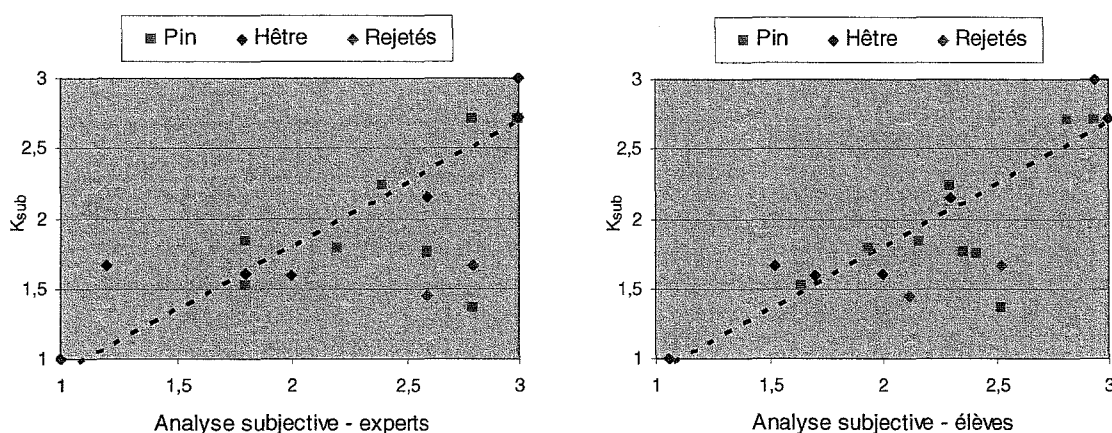 Pin Hêtre Rejetés
3
2,5
2
1,5
1
K sub
1 1,5 2 2,5 3
Analyse subjective - experts
Pin Hêtre Rejetés
3
2,5
2
1,5
1
K sub
1 1,5 2 2,5 3
Analyse subjective - élèves